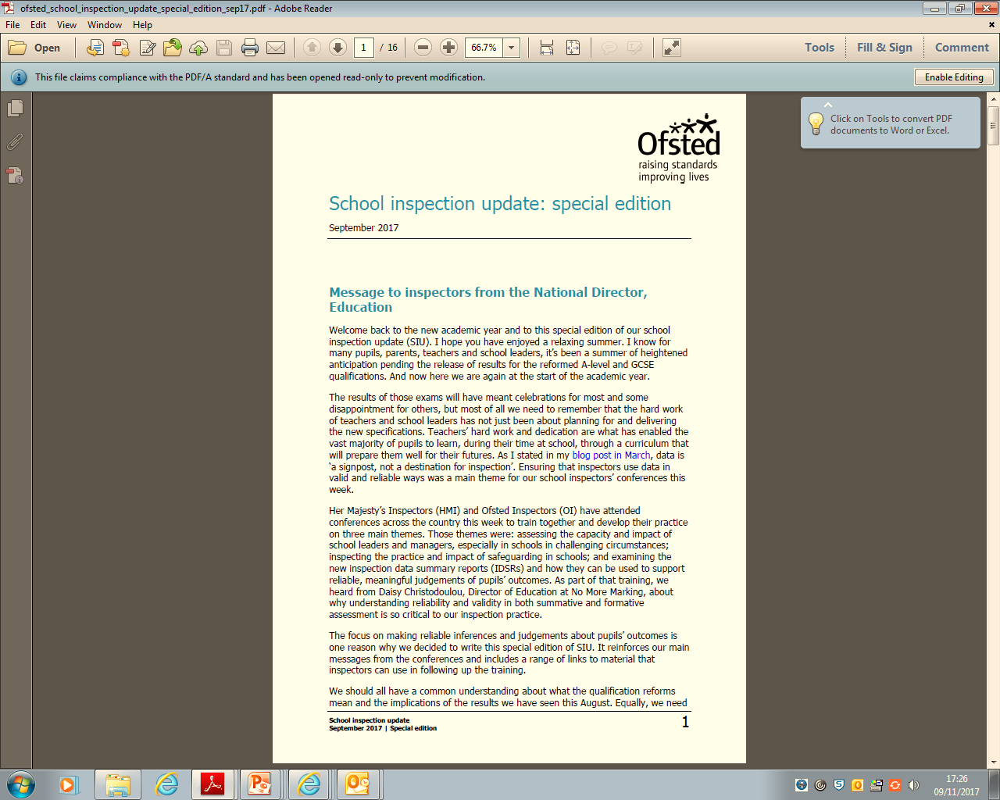 ofsted_school_inspection_update_special_edition_sep17.pdf - Adobe Reader
File Edit View Window Help
Open 1 / 16 66.7% Tools Fill & Sign Comment
This file claims compliance with the PDF/A standard and has been opened read-only to prevent modification. Enable Editing
Click on Tools to convert PDF
documents to Word or Excel.
Ofsted
raising standards
improving lives
School inspection update: special edition
September 2017
Message to inspectors from the National Director,
Education
Welcome back to the new academic year and to this special edition of our school
inspection update (SIU). I hope you have enjoyed a relaxing summer. I know for
many pupils, parents, teachers and school leaders, it's been a summer of heightened
anticipation pending the release of results for the reformed A-level and GCSE
qualifications. And now here we are again at the start of the academic year.
The results of those exams will have meant celebrations for most and some
disappointment for others, but most of all we need to remember that the hard work
of teachers and school leaders has not just been about planning for and delivering
the new specifications. Teachers' hard work and dedication are what has enabled the
vast majority of pupils to learn, during their time at school, through a curriculum that
will prepare them well for their futures. As I stated in my blog post in March, data is
'a signpost, not a destination for inspection'. Ensuring that inspectors use data in
valid and reliable ways was a main theme for our school inspectors' conferences this
week.
Her Majesty's Inspectors (HMI) and Ofsted Inspectors (OI) have attended
conferences across the country this week to train together and develop their practice
on three main themes. Those themes were: assessing the capacity and impact of
school leaders and managers, especially in schools in challenging circumstances;
inspecting the practice and impact of safeguarding in schools; and examining the
new inspection data summary reports (IDSRs) and how they can be used to support
reliable, meaningful judgements of pupils' outcomes. As part of that training, we
heard from Daisy Christodoulou, Director of Education at No More Marking, about
why understanding reliability and validity in both summative and formative
assessment is so critical to our inspection practice.
The focus on making reliable inferences and judgements about pupils' outcomes is
one reason why we decided to write this special edition of SIU. It reinforces our main
messages from the conferences and includes a range of links to material that
inspectors can use in following up the training.
We should all have a common understanding about what the qualification reforms
mean and the implications of the results we have seen this August. Equally, we need
School inspection update
September 2017 | Special edition
1
17:26
09/11/2017